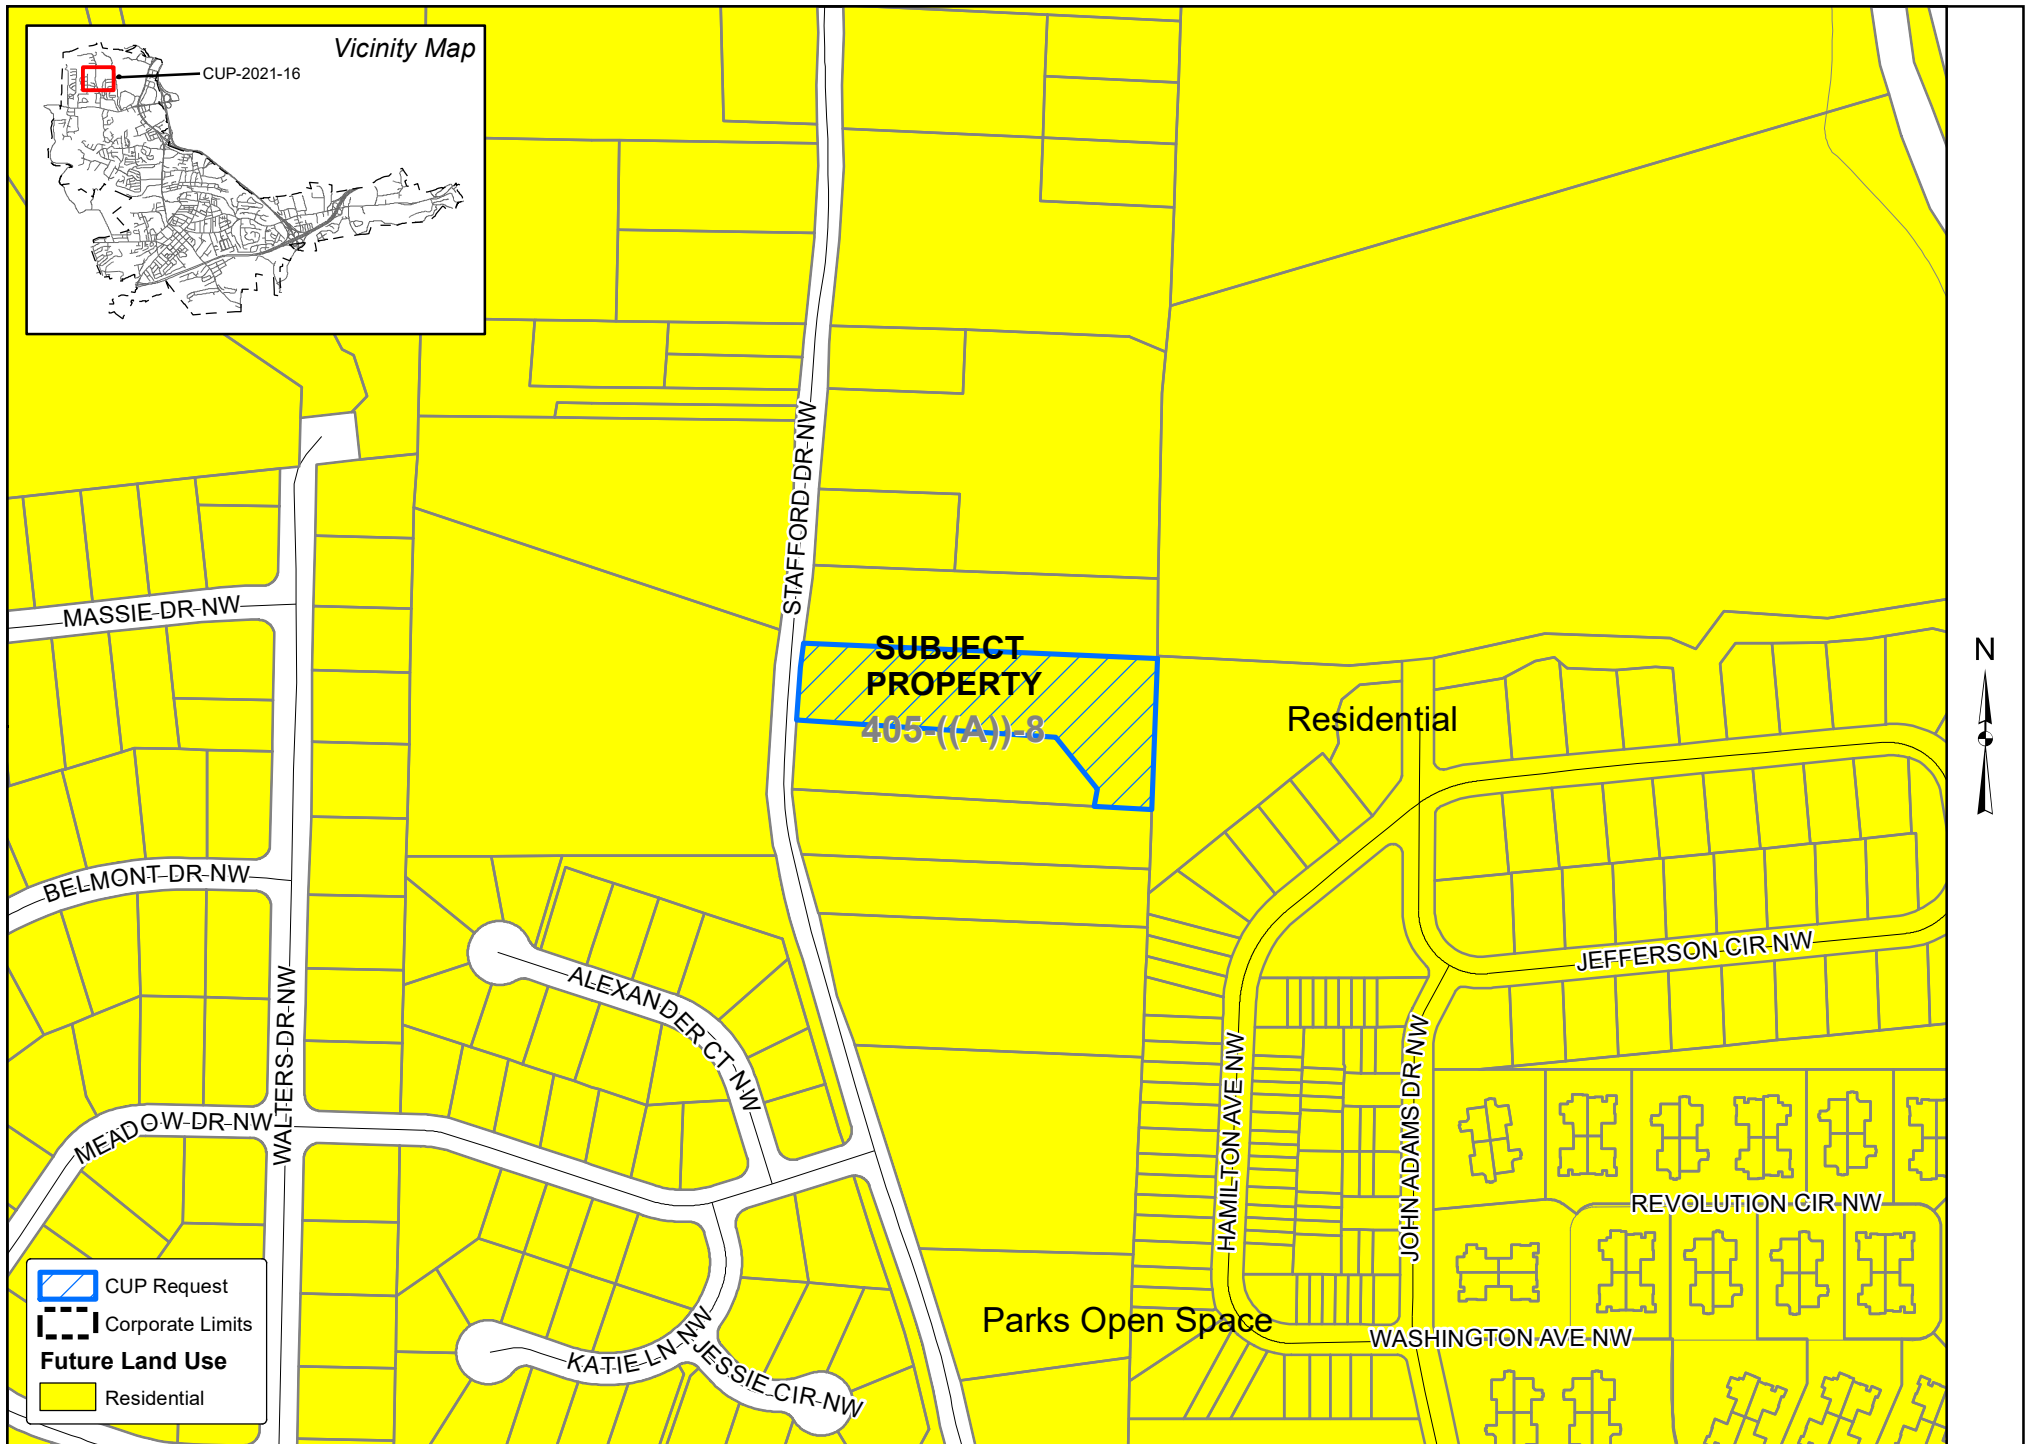 Vicinity Map
CUP-2021-16
STAFFORD DR NW
MASSIE DR NW
SUBJECT
PROPERTY
405-((A))-8
Residential
N
BELMONT DR NW
WALTERS DR NW
ALEXANDER CT NW
JEFFERSON CIR NW
MEADOW DR NW
HAMILTON AVE NW
JOHN ADAMS DR NW
REVOLUTION CIR NW
Parks Open Space
WASHINGTON AVE NW
KATIE LN NW
JESSIE CIR NW
CUP Request
Corporate Limits
Future Land Use
Residential